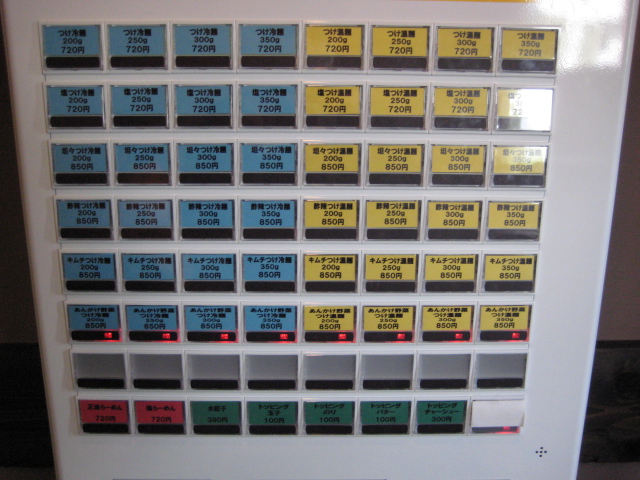 つけ冷麺 つけ冷麺 つけ冷麺 つけ冷麺 つけ温麺 つけ温麺 つけ温麺 つけ温麺
200g 250g 300g 350g 200g 250g 300g 350g
720円 720円 720円 720円 720円 720円 720円 720円
塩つけ冷麺 塩つけ冷麺 塩つけ冷麺 塩つけ冷麺 塩つけ温麺 塩つけ温麺 塩つけ温麺
200g 250g 300g 350g 200g 250g 300g
720円 720円 720円 720円 720円 720円 720円 720円
坦々つけ冷麺 坦々つけ冷麺 坦々つけ冷麺 坦々つけ冷麺 坦々つけ温麺 坦々つけ温麺 坦々つけ温麺 坦々つけ温麺
200g 250g 300g 350g 200g 250g 300g 350g
850円 850円 850円 850円 850円 850円 850円 850円
酢辣つけ冷麺 酢辣つけ冷麺 酢辣つけ冷麺 酢辣つけ冷麺 酢辣つけ温麺 酢辣つけ温麺 酢辣つけ温麺 酢辣つけ温麺
200g 250g 300g 350g 200g 250g 300g 350g
850円 850円 850円 850円 850円 850円 850円 850円
キムチつけ冷麺 キムチつけ冷麺 キムチつけ冷麺 キムチつけ冷麺 キムチつけ温麺 キムチつけ温麺 キムチつけ温麺 キムチつけ温麺
200g 250g 300g 350g 200g 250g 300g 350g
850円 850円 850円 850円 850円 850円 850円 850円
あんかけ野菜 あんかけ野菜 あんかけ野菜 あんかけ野菜 あんかけ野菜 あんかけ野菜 あんかけ野菜 あんかけ野菜
つけ冷麺 つけ冷麺 つけ冷麺 つけ冷麺 つけ温麺 つけ温麺 つけ温麺 つけ温麺
200g 250g 300g 350g 200g 250g 300g 350g
850円 850円 850円 850円 850円 850円 850円 850円
正油らーめん 塩らーめん 水餃子 トッピング トッピング トッピング トッピング
玉子 のり バター チャーシュー
720円 720円 100円 100円 100円 300円